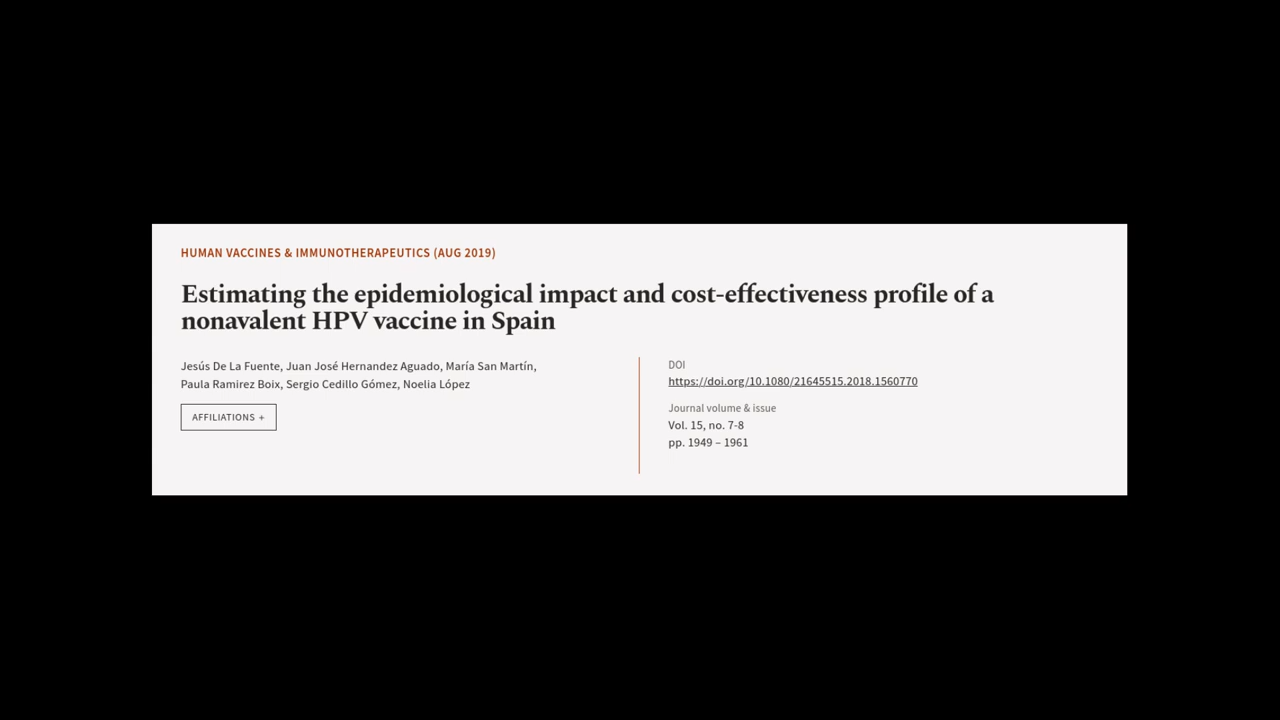 HUMAN VACCINES & IMMUNOTHERAPEUTICS (AUG 2019)
Estimating the epidemiological impact and cost-effectiveness profile of a
nonavalent HPV vaccine in Spain
Jesús De La Fuente, Juan José Hernandez Aguado, María San Martín,
Paula Ramirez Boix, Sergio Cedillo Gómez, Noelia López
AFFILIATIONS +
DOI
https://doi.org/10.1080/21645515.2018.1560770
Journal volume & issue
Vol. 15, no. 7-8
pp. 1949 – 1961